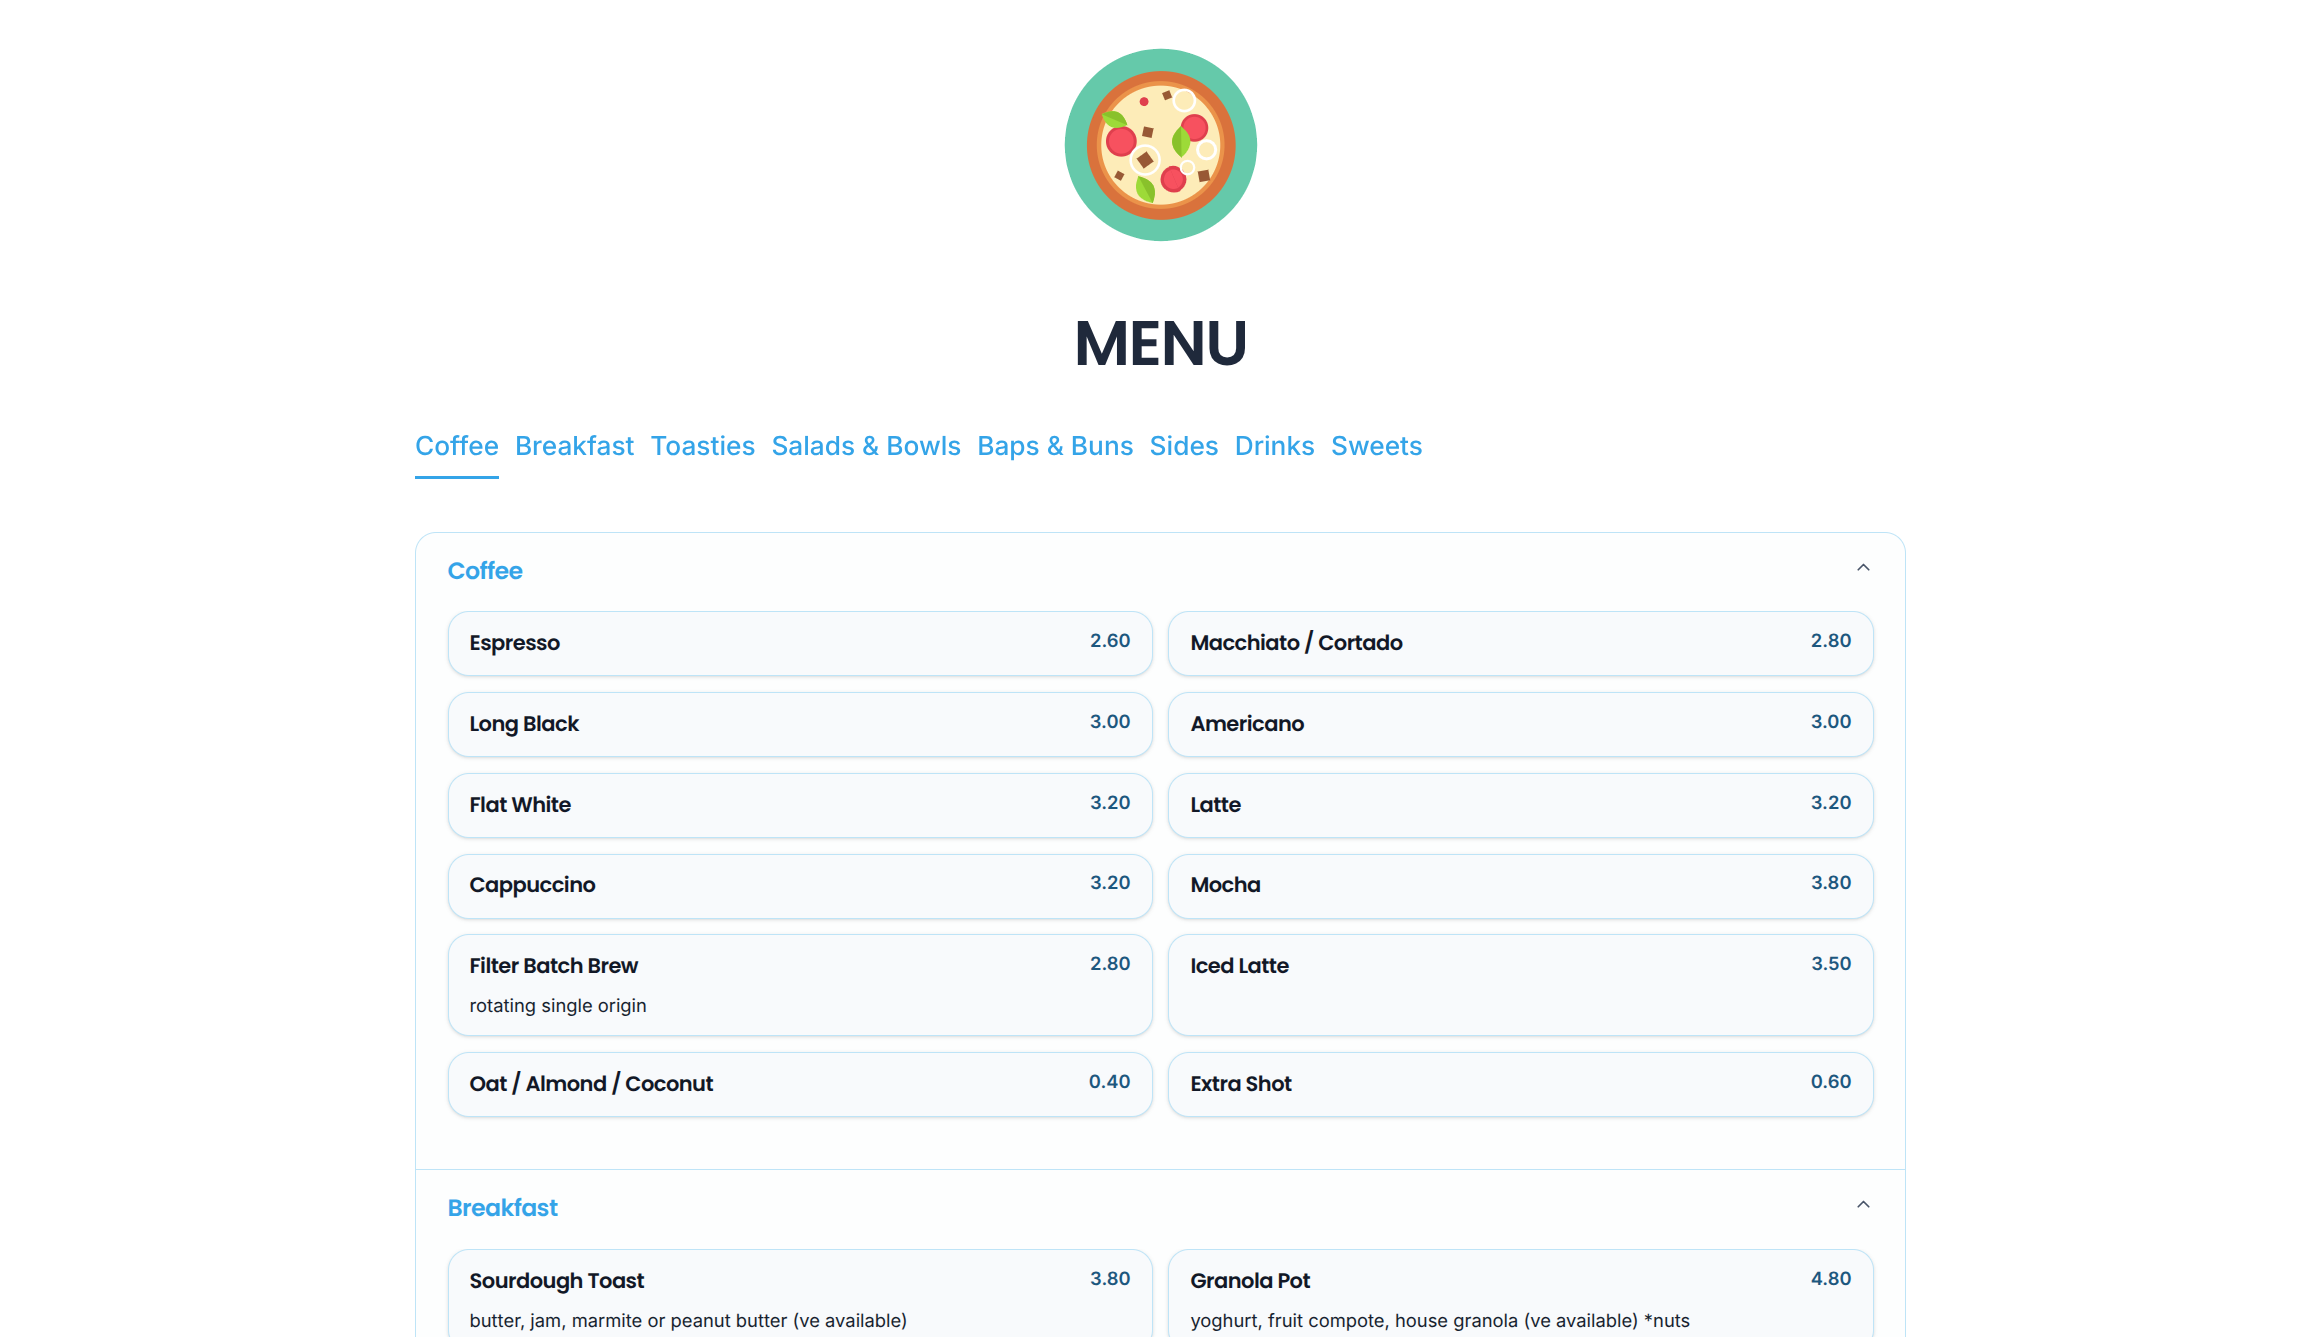 MENU
Coffee Breakfast Toasties Salads & Bowls Baps & Buns Sides Drinks Sweets
Coffee
Espresso 2.60
Macchiato / Cortado 2.80
Long Black 3.00
Americano 3.00
Flat White 3.20
Latte 3.20
Cappuccino 3.20
Mocha 3.80
Filter Batch Brew 2.80
rotating single origin
Iced Latte 3.50
Oat / Almond / Coconut 0.40
Extra Shot 0.60
Breakfast
Sourdough Toast 3.80
butter, jam, marmite or peanut butter (ve available)
Granola Pot 4.80
yoghurt, fruit compote, house granola (ve available) *nuts